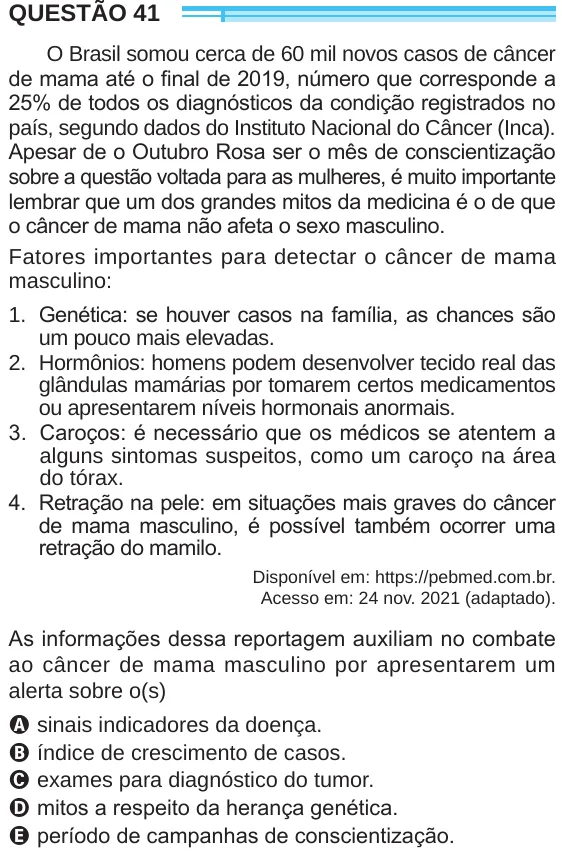 QUESTÃO 41
O Brasil somou cerca de 60 mil novos casos de câncer
de mama até o final de 2019, número que corresponde a
25% de todos os diagnósticos da condição registrados no
país, segundo dados do Instituto Nacional do Câncer (Inca).
Apesar de o Outubro Rosa ser o mês de conscientização
sobre a questão voltada para as mulheres, é muito importante
lembrar que um dos grandes mitos da medicina é o de que
o câncer de mama não afeta o sexo masculino.
Fatores importantes para detectar o câncer de mama
masculino:
1. Genética: se houver casos na família, as chances são
um pouco mais elevadas.
2. Hormônios: homens podem desenvolver tecido real das
glândulas mamárias por tomarem certos medicamentos
ou apresentarem níveis hormonais anormais.
3. Caroços: é necessário que os médicos se atentem a
alguns sintomas suspeitos, como um caroço na área
do tórax.
4. Retração na pele: em situações mais graves do câncer
de mama masculino, é possível também ocorrer uma
retração do mamilo.
Disponível em: https://pebmed.com.br.
Acesso em: 24 nov. 2021 (adaptado).
As informações dessa reportagem auxiliam no combate
ao câncer de mama masculino por apresentarem um
alerta sobre o(s)
A sinais indicadores da doença.
B índice de crescimento de casos.
C exames para diagnóstico do tumor.
D mitos a respeito da herança genética.
E período de campanhas de conscientização.